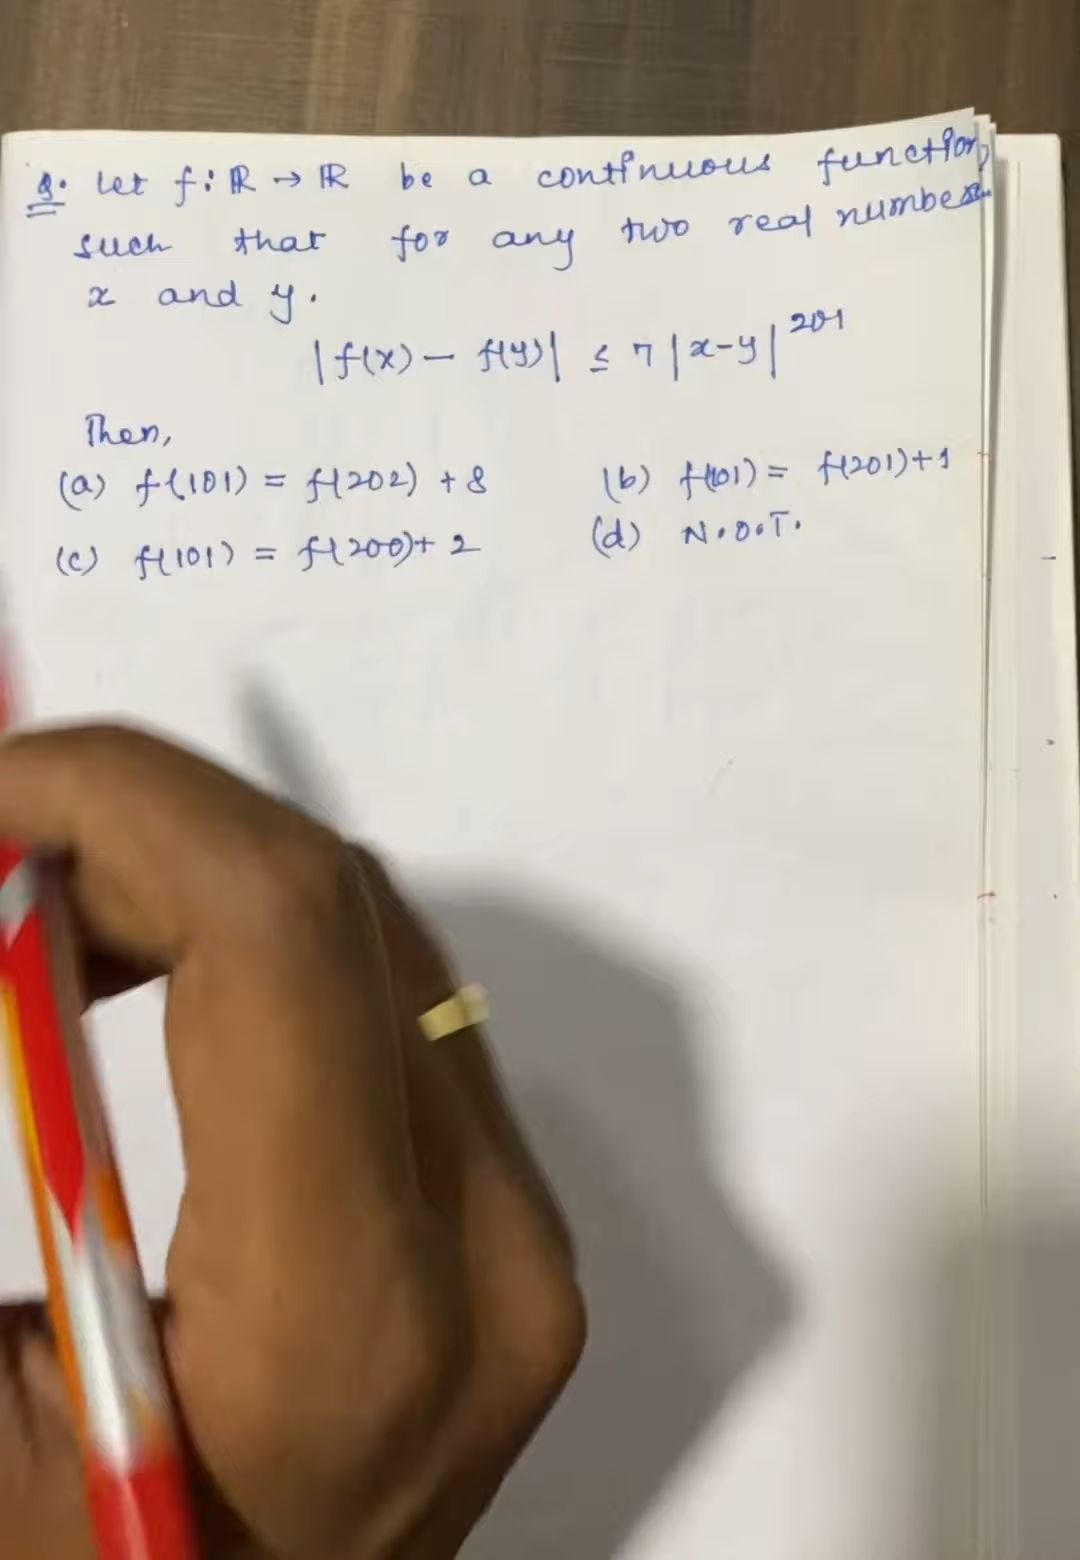 Q. Let f: ℝ → ℝ be a continuous function,
such that for any two real number
x and y.
|f(x) - f(y)| ≤ 7 |x-y|^201
Then,
(a) f(101) = f(202) + 8 (b) f(101) = f(201)+1
(c) f(101) = f(200)+ 2 (d) N.O.T.